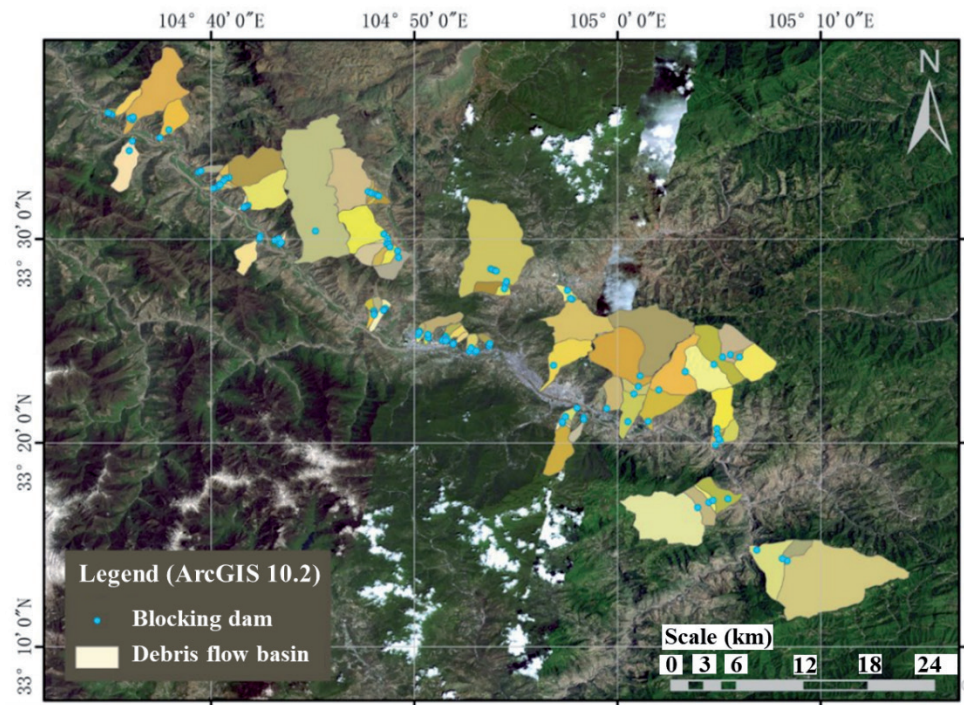 104° 40′ 0″E
104° 50′ 0″E
105° 0′ 0″E
105° 10′ 0″E
N
33° 30′ 0″N
33° 20′ 0″N
33° 10′ 0″N
Legend (ArcGIS 10.2)
Blocking dam
Debris flow basin
Scale (km)
0 3 6 12 18 24